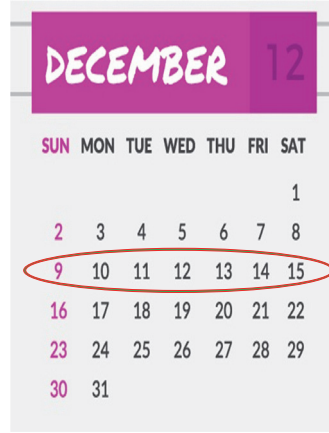 DECEMBER 12
SUN MON TUE WED THU FRI SAT
1
2 3 4 5 6 7 8
9 10 11 12 13 14 15
16 17 18 19 20 21 22
23 24 25 26 27 28 29
30 31